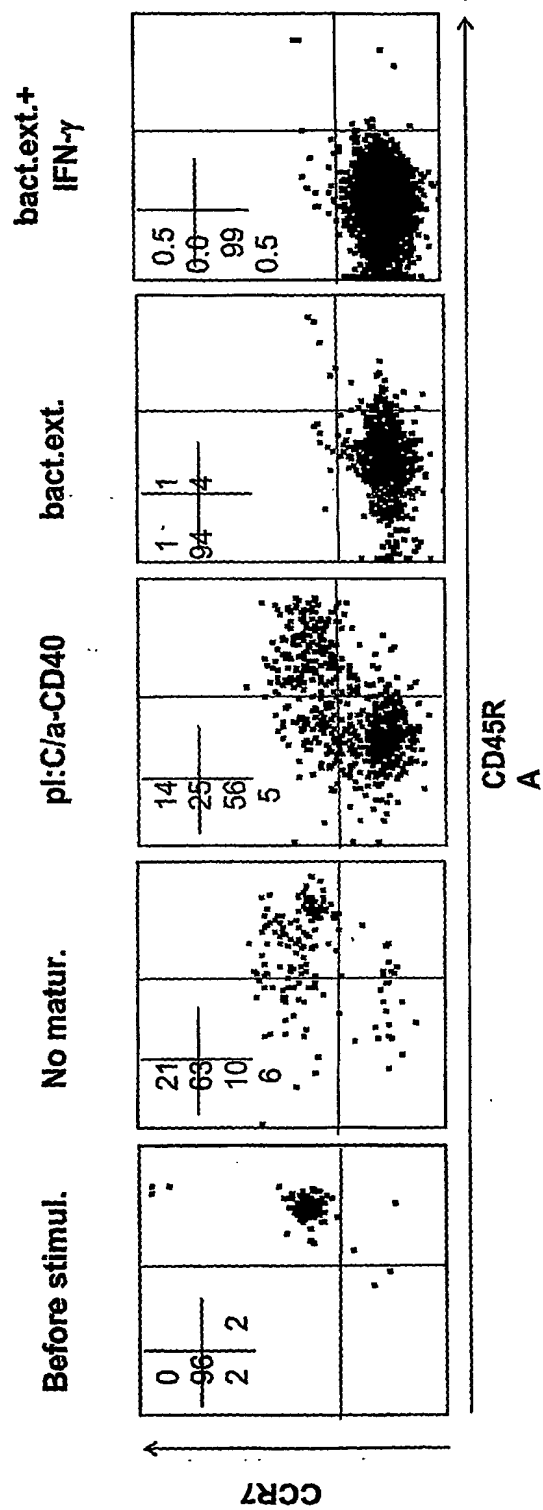 Before stimul.
No matur.
pI:C/a-CD40
bact.ext.
bact.ext.+
IFN-γ
0
96
2 2
21
63
10
6
14
25
56
5
1 1
94 4
0.5
0.0
99
0.5
CCR7
CD45R
A